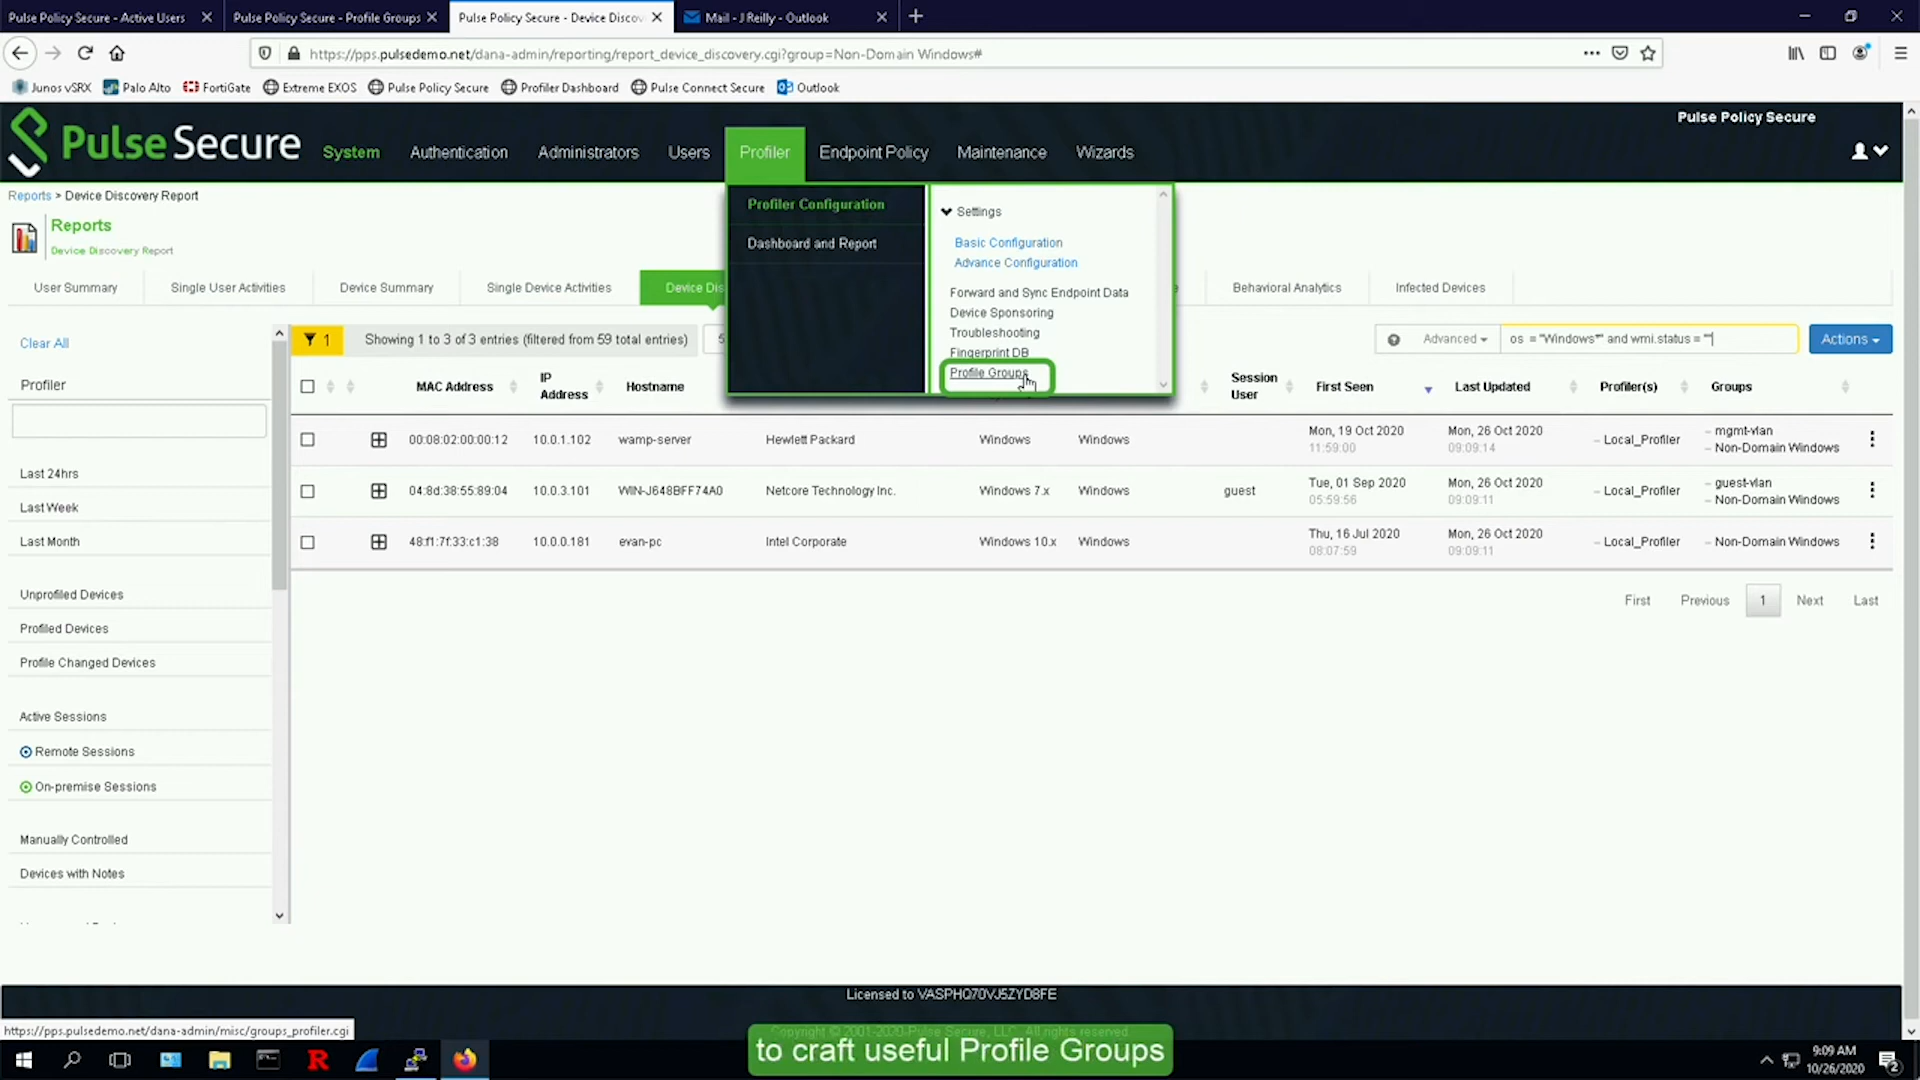 Pulse Policy Secure - Active Users
Pulse Policy Secure - Profile Groups
Pulse Policy Secure - Device Discov
Mail - J Reilly - Outlook
https://pps.pulsedemo.net/dana-admin/reporting/report_device_discovery.cgi?group=Non-Domain Windows#
Junos vSRX
Palo Alto
FortiGate
Extreme EXOS
Pulse Policy Secure
Profiler Dashboard
Pulse Connect Secure
Outlook
Pulse Secure
System
Authentication
Administrators
Users
Profiler
Endpoint Policy
Maintenance
Wizards
Pulse Policy Secure
Reports > Device Discovery Report
Reports
Device Discovery Report
Profiler Configuration
Dashboard and Report
Settings
Basic Configuration
Advance Configuration
Forward and Sync Endpoint Data
Device Sponsoring
Troubleshooting
Fingerprint DB
Profile Groups
User Summary
Single User Activities
Device Summary
Single Device Activities
Device Dis
Behavioral Analytics
Infected Devices
Clear All
1
Showing 1 to 3 of 3 entries (filtered from 59 total entries)
5
Advanced
os = "Windows*" and wmi.status = ""
Actions
Profiler
MAC Address
IP Address
Hostname
Session User
First Seen
Last Updated
Profiler(s)
Groups
00:08:02:00:00:12 10.0.1.102 wamp-server Hewlett Packard Windows Windows Mon, 19 Oct 2020 11:59:00 Mon, 26 Oct 2020 09:09:14 – Local_Profiler – mgmt-vlan – Non-Domain Windows
04:8d:38:55:89:04 10.0.3.101 WIN-J648BFF74A0 Netcore Technology Inc. Windows 7.x Windows guest Tue, 01 Sep 2020 05:59:56 Mon, 26 Oct 2020 09:09:11 – Local_Profiler – guest-vlan – Non-Domain Windows
48:f1:7f:33:c1:38 10.0.0.181 evan-pc Intel Corporate Windows 10.x Windows Thu, 16 Jul 2020 08:07:59 Mon, 26 Oct 2020 09:09:11 – Local_Profiler – Non-Domain Windows
First
Previous
1
Next
Last
Last 24hrs
Last Week
Last Month
Unprofiled Devices
Profiled Devices
Profile Changed Devices
Active Sessions
Remote Sessions
On-premise Sessions
Manually Controlled
Devices with Notes
Licensed to VASPHQ70VJ5ZYD8FE
Copyright © 2001-2020 Pulse Secure, LLC. All rights reserved.
https://pps.pulsedemo.net/dana-admin/misc/groups_profiler.cgi
to craft useful Profile Groups
9:09 AM
10/26/2020
2